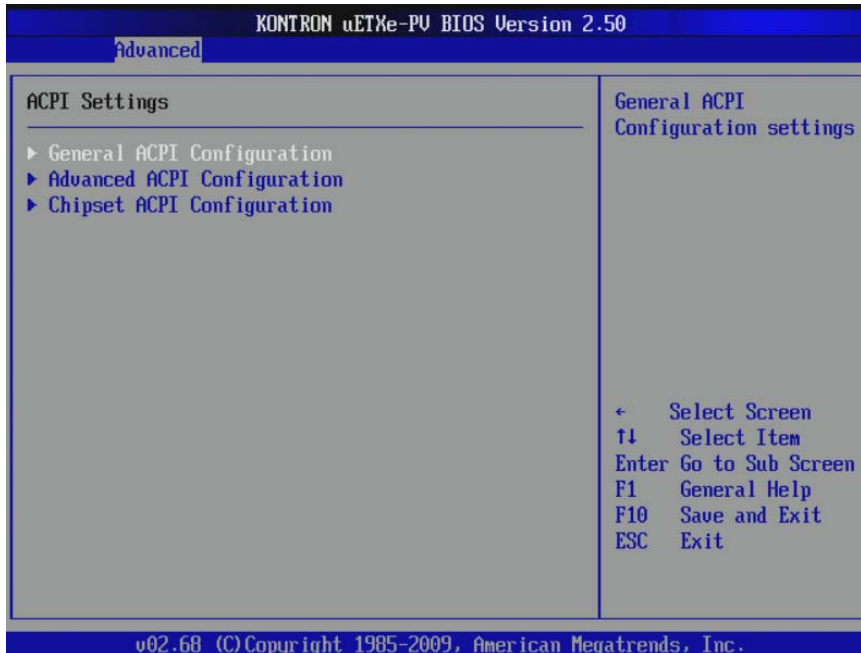 KONTRON uETXe-PV BIOS Version 2.50
Advanced
ACPI Settings
▶ General ACPI Configuration
▶ Advanced ACPI Configuration
▶ Chipset ACPI Configuration
General ACPI
Configuration settings
← Select Screen
↑↓ Select Item
Enter Go to Sub Screen
F1 General Help
F10 Save and Exit
ESC Exit
v02.68 (C)Copyright 1985-2009, American Megatrends, Inc.